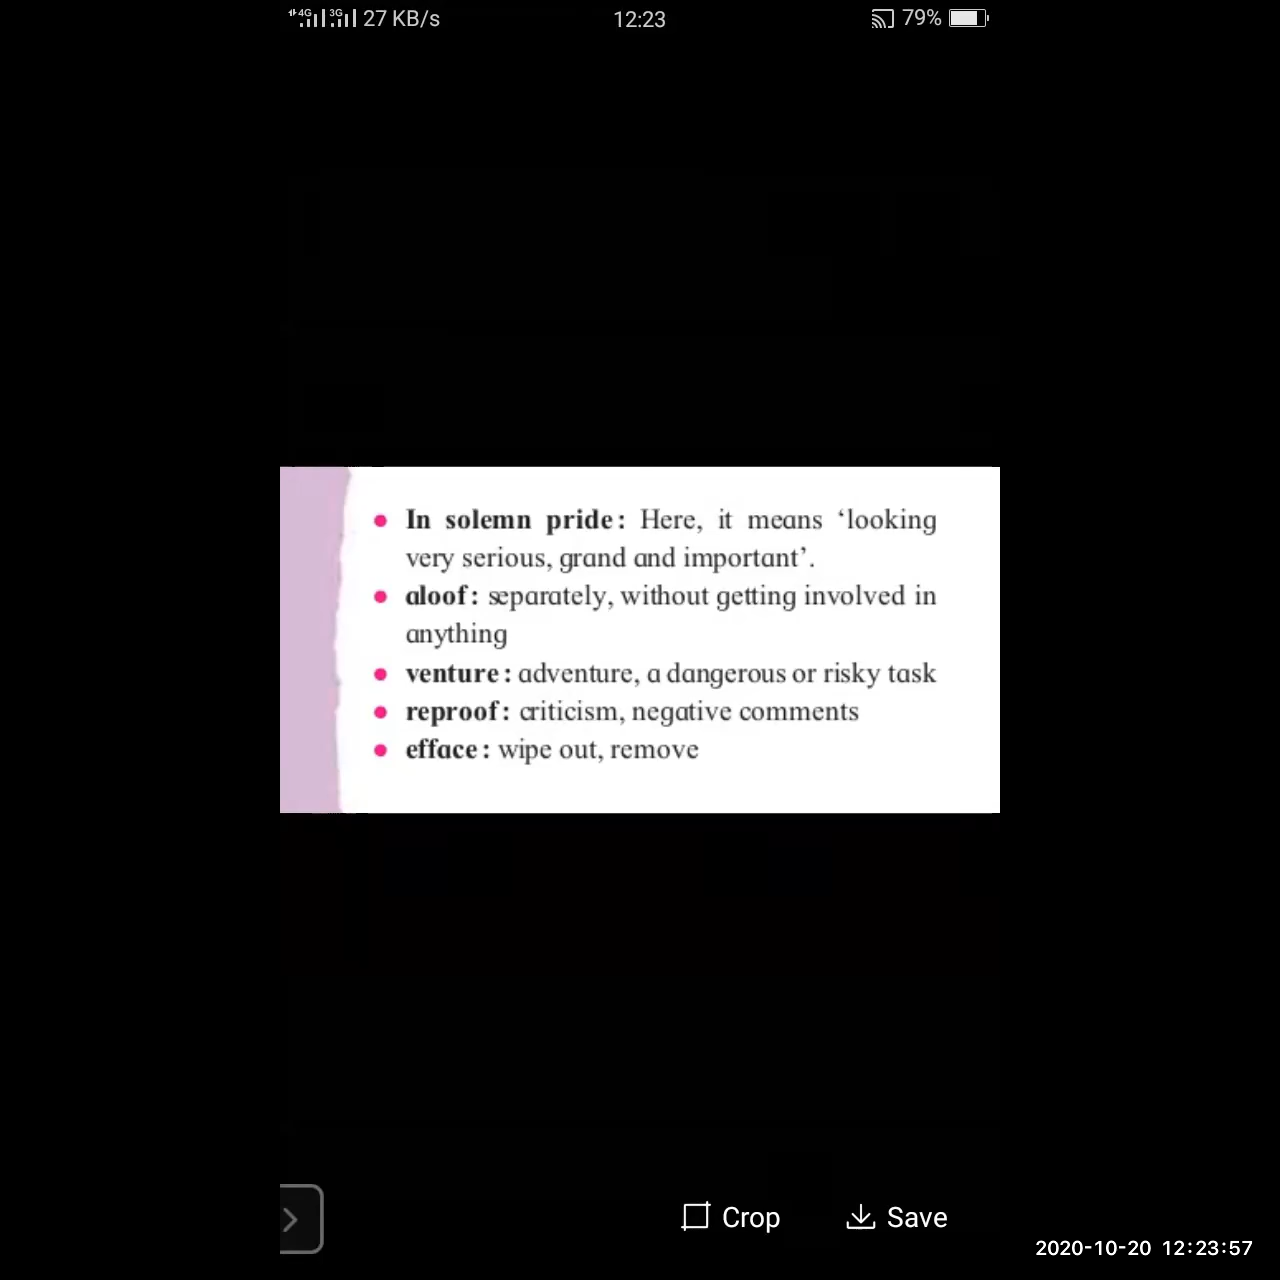 4G 3G 27 KB/s 12:23 79%
• In solemn pride: Here, it means ‘looking
very serious, grand and important’.
• aloof: separately, without getting involved in
anything
• venture: adventure, a dangerous or risky task
• reproof: criticism, negative comments
• efface: wipe out, remove
Crop Save
2020-10-20 12:23:57